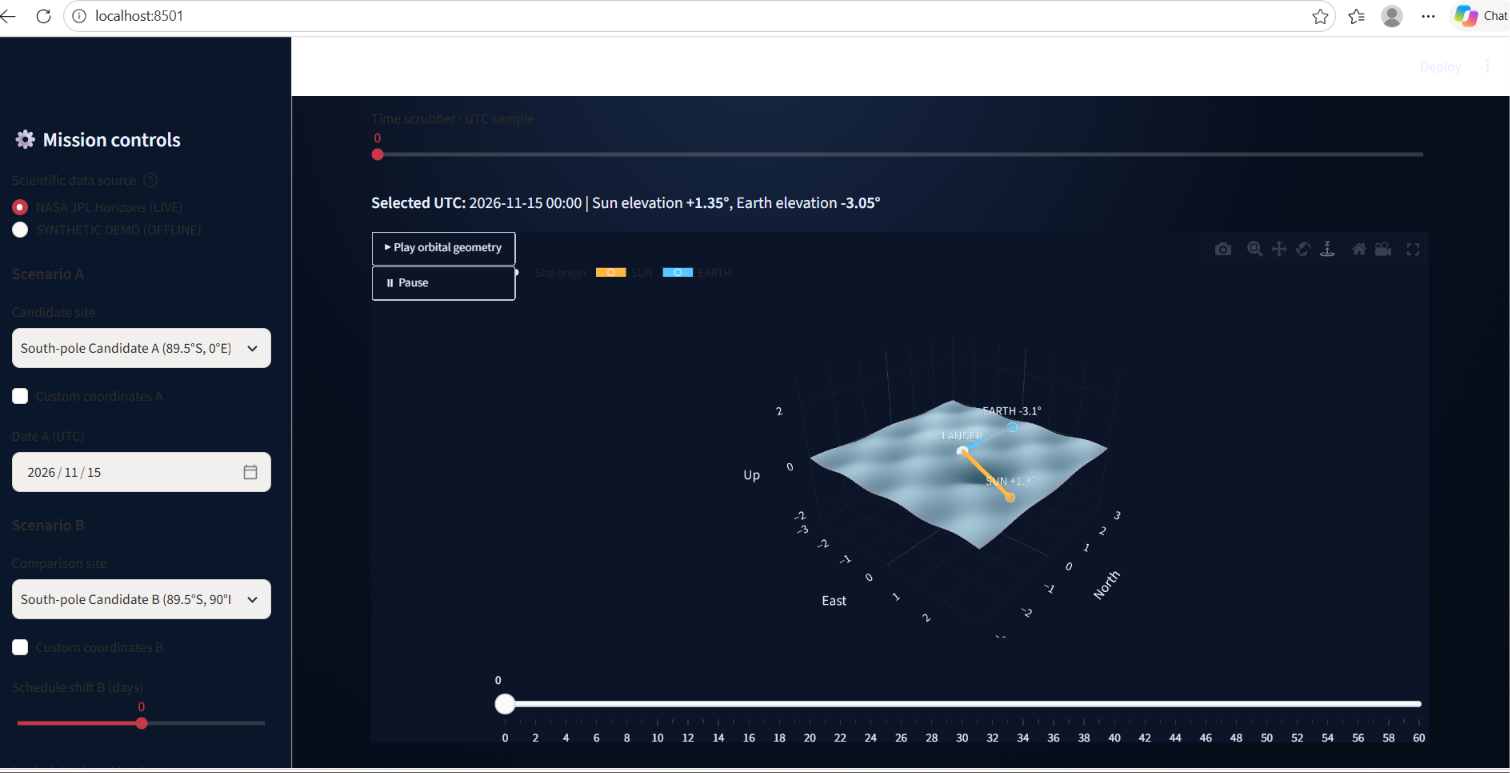 localhost:8501
Chat
Deploy
Mission controls
Scientific data source
NASA JPL Horizons (LIVE)
SYNTHETIC DEMO (OFFLINE)
Scenario A
Candidate site
South-pole Candidate A (89.5°S, 0°E)
Custom coordinates A
Date A (UTC)
2026/11/15
Scenario B
Comparison site
South-pole Candidate B (89.5°S, 90°
Custom coordinates B
Schedule shift B (days)
0
Time scrubber · UTC sample
0
Selected UTC: 2026-11-15 00:00 | Sun elevation +1.35°, Earth elevation -3.05°
Play orbital geometry
Pause
Site origin SUN EARTH
EARTH -3.1°
LANDER
SUN +1.3°
2
0
−2
Up
−3
−2
−1
0
1
2
East
3
2
1
0
−1
−2
North
0
0 2 4 6 8 10 12 14 16 18 20 22 24 26 28 30 32 34 36 38 40 42 44 46 48 50 52 54 56 58 60